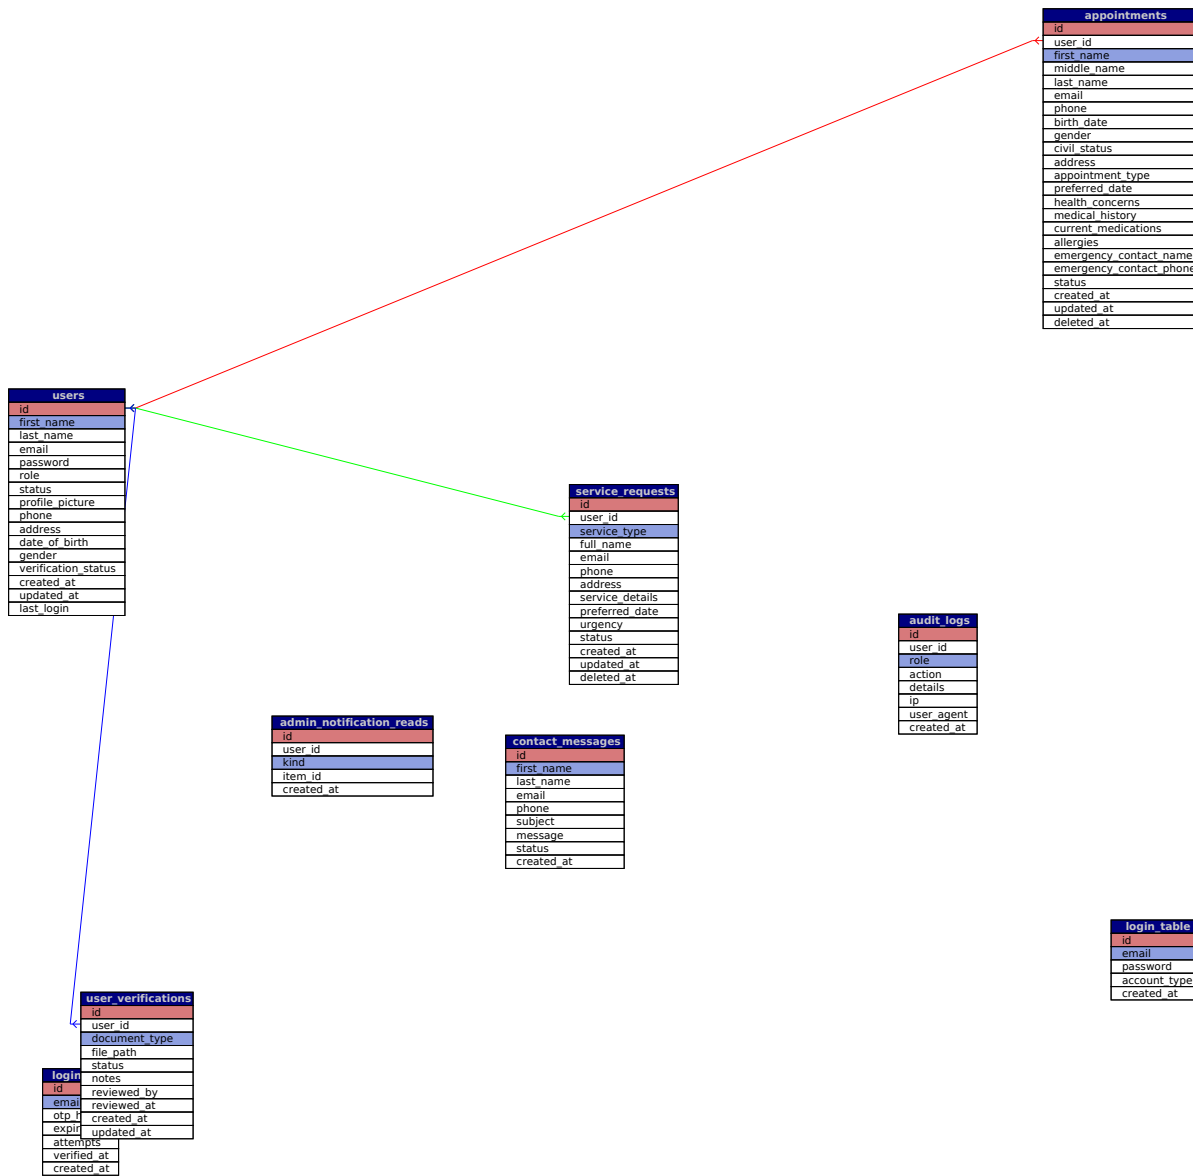 appointments
id
user_id
first_name
middle_name
last_name
email
phone
birth_date
gender
civil_status
address
appointment_type
preferred_date
health_concerns
medical_history
current_medications
allergies
emergency_contact_name
emergency_contact_phone
status
created_at
updated_at
deleted_at
users
id
first_name
last_name
email
password
role
status
profile_picture
phone
address
date_of_birth
gender
verification_status
created_at
updated_at
last_login
service_requests
id
user_id
service_type
full_name
email
phone
address
service_details
preferred_date
urgency
status
created_at
updated_at
deleted_at
audit_logs
id
user_id
role
action
details
ip
user_agent
created_at
admin_notification_reads
id
user_id
kind
item_id
created_at
contact_messages
id
first_name
last_name
email
phone
subject
message
status
created_at
login_table
id
email
password
account_type
created_at
user_verifications
id
user_id
document_type
file_path
status
notes
reviewed_by
reviewed_at
created_at
updated_at
id
attempts
verified_at
created_at